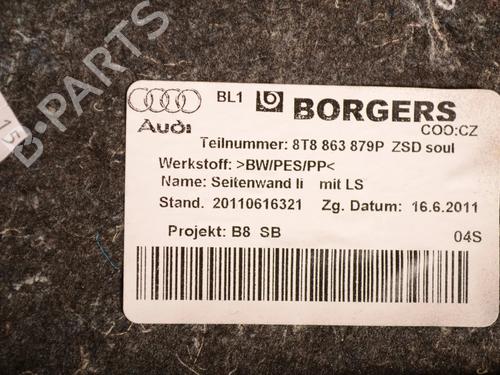 B-PARTS
15
BL1 BORGERS
Audi COO:CZ
Teilnummer: 8T8 863 879P ZSD soul
Werkstoff: >BW/PES/PP<
Name: Seitenwand li mit LS
Stand. 20110616321 Zg. Datum: 16.6.2011
Projekt: B8 SB 04S